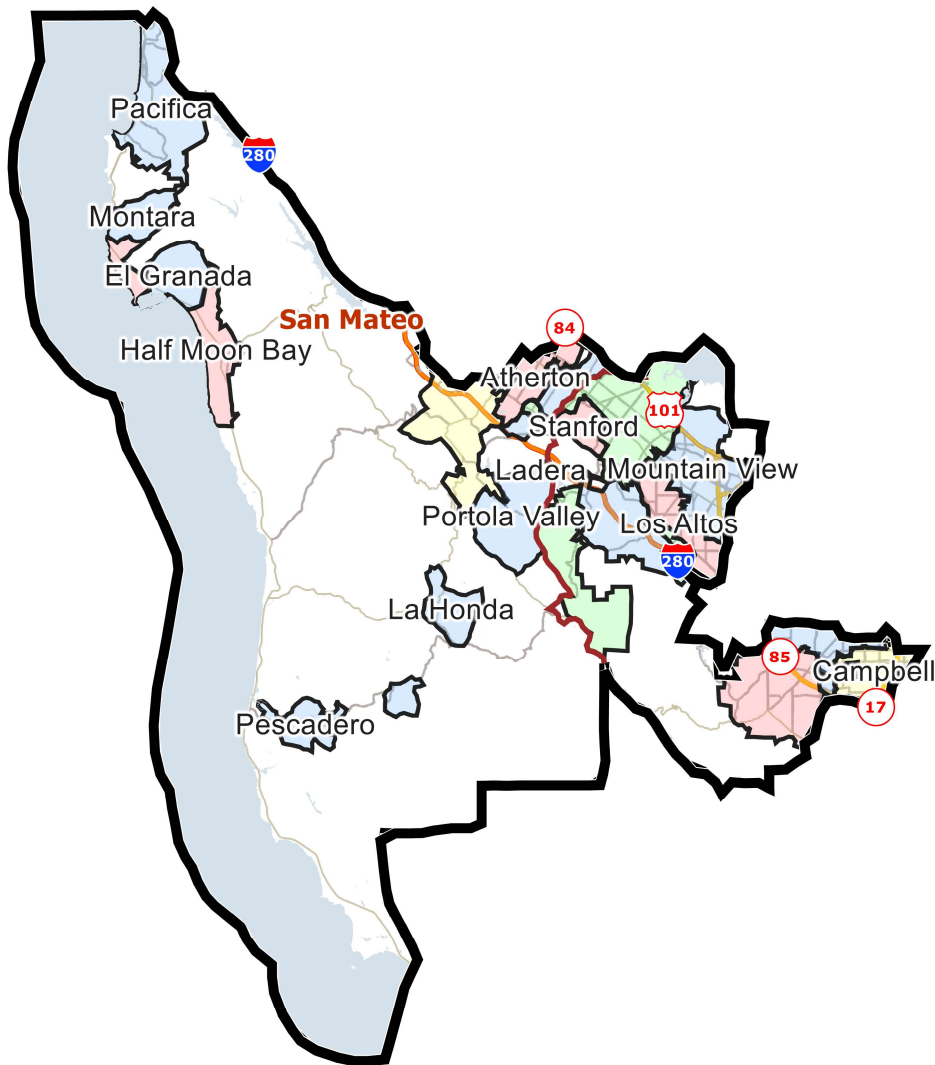 Pacifica
280
Montara
El Granada
San Mateo
84
Half Moon Bay
Atherton
101
Stanford
Ladera
Mountain View
Portola Valley
Los Altos
280
La Honda
85
Campbell
17
Pescadero